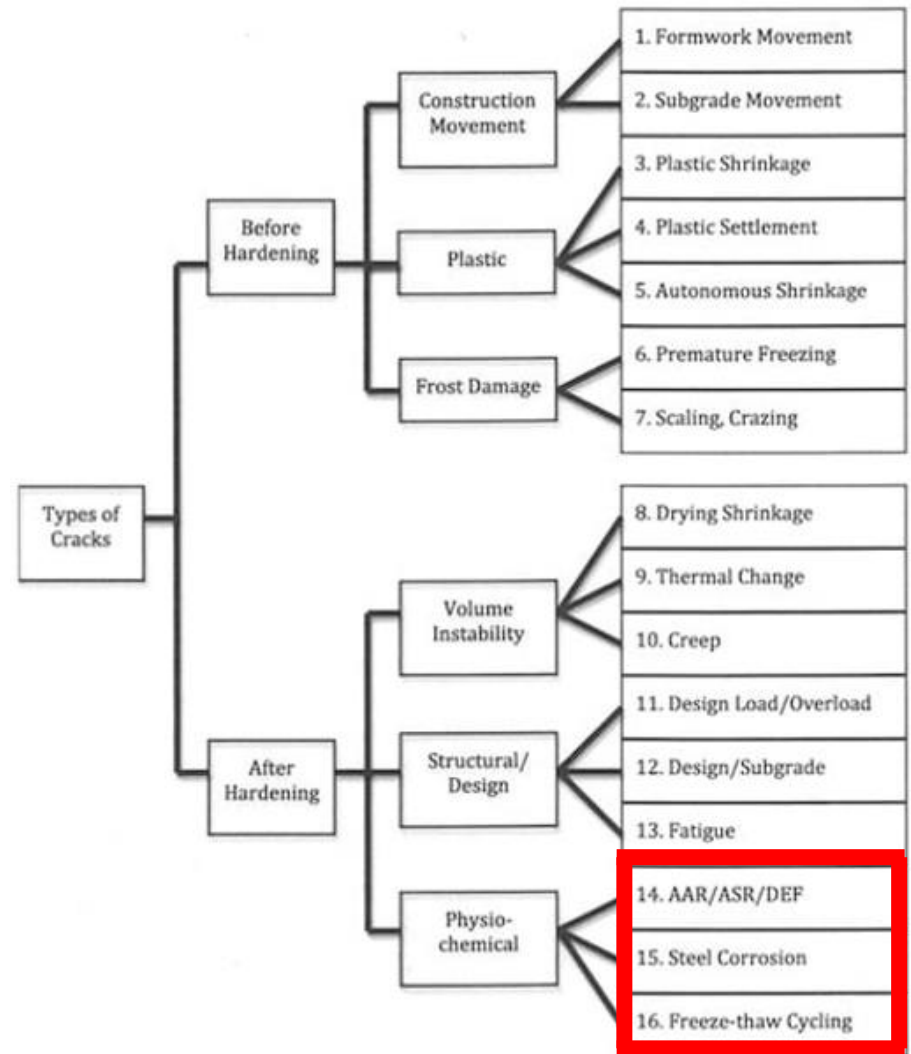 Types of
Cracks
Before
Hardening
Construction
Movement
1. Formwork Movement
2. Subgrade Movement
Plastic
3. Plastic Shrinkage
4. Plastic Settlement
5. Autonomous Shrinkage
Frost Damage
6. Premature Freezing
7. Scaling, Crazing
After
Hardening
Volume
Instability
8. Drying Shrinkage
9. Thermal Change
10. Creep
Structural/
Design
11. Design Load/Overload
12. Design/Subgrade
13. Fatigue
Physio-
chemical
14. AAR/ASR/DEF
15. Steel Corrosion
16. Freeze-thaw Cycling